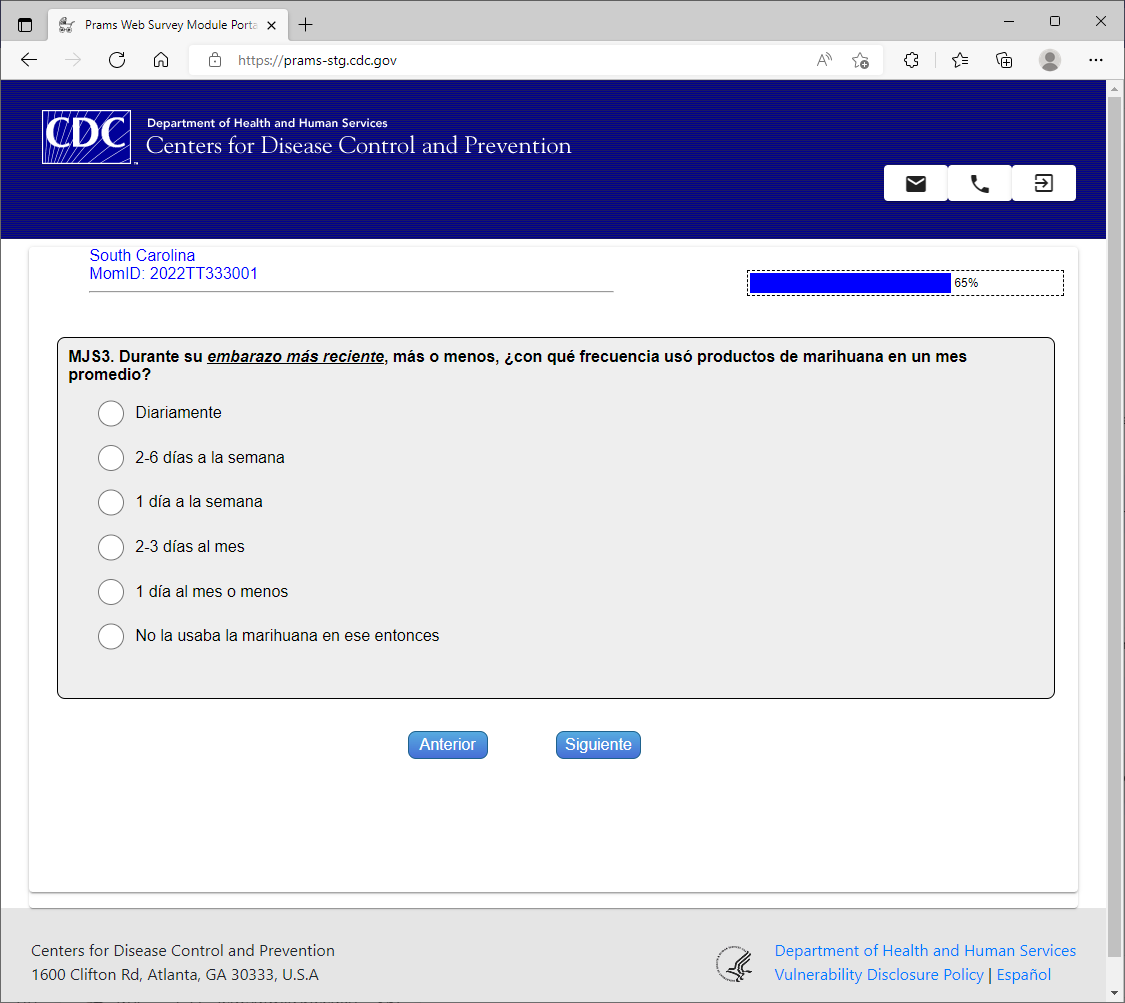 Prams Web Survey Module Porta
https://prams-stg.cdc.gov
CDC
Department of Health and Human Services
Centers for Disease Control and Prevention
South Carolina
MomID: 2022TT333001
65%
MJS3. Durante su embarazo más reciente, más o menos, ¿con qué frecuencia usó productos de marihuana en un mes
promedio?
Diariamente
2-6 días a la semana
1 día a la semana
2-3 días al mes
1 día al mes o menos
No la usaba la marihuana en ese entonces
Anterior
Siguiente
Centers for Disease Control and Prevention
1600 Clifton Rd, Atlanta, GA 30333, U.S.A
Department of Health and Human Services
Vulnerability Disclosure Policy | Español